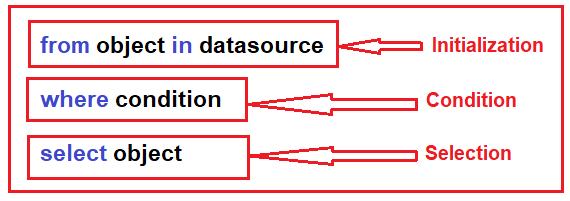 from object in datasource Initialization
where condition Condition
select object Selection